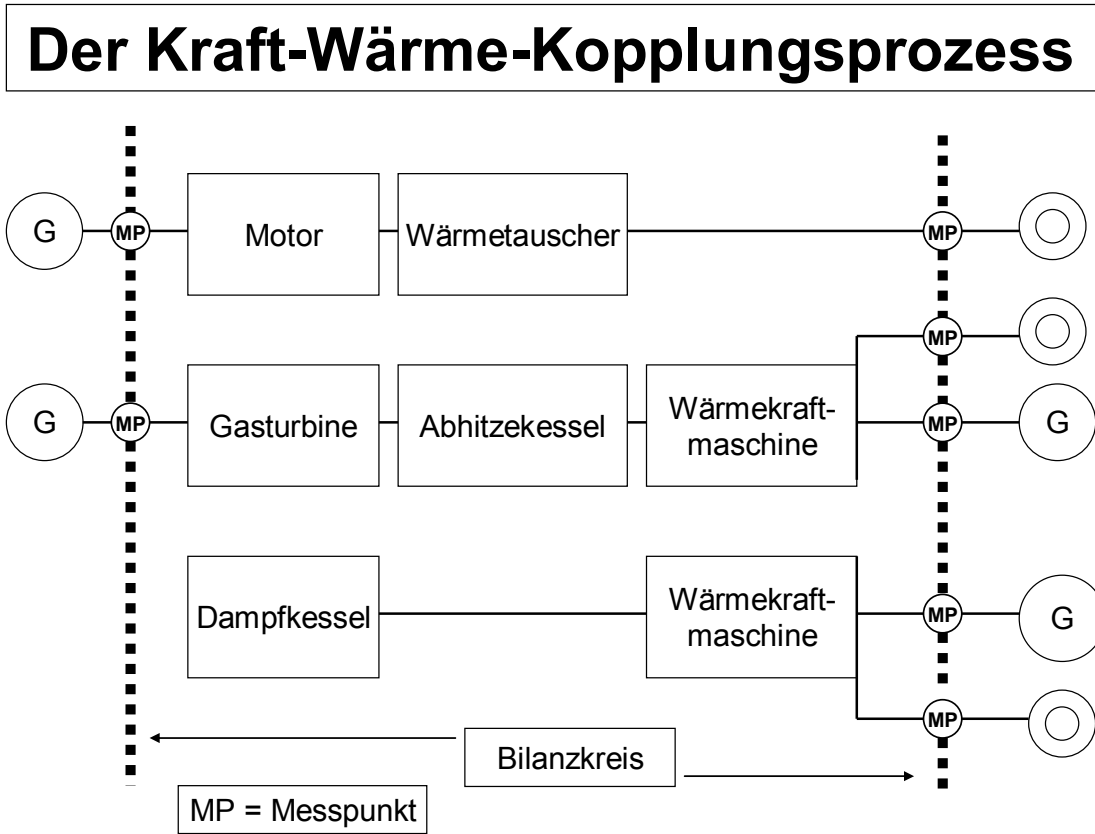 Der Kraft-Wärme-Kopplungsprozess
G MP Motor Wärmetauscher MP
MP
G MP Gasturbine Abhitzekessel Wärmekraft-
maschine MP G
Dampfkessel Wärmekraft-
maschine MP G
MP
Bilanzkreis
MP = Messpunkt